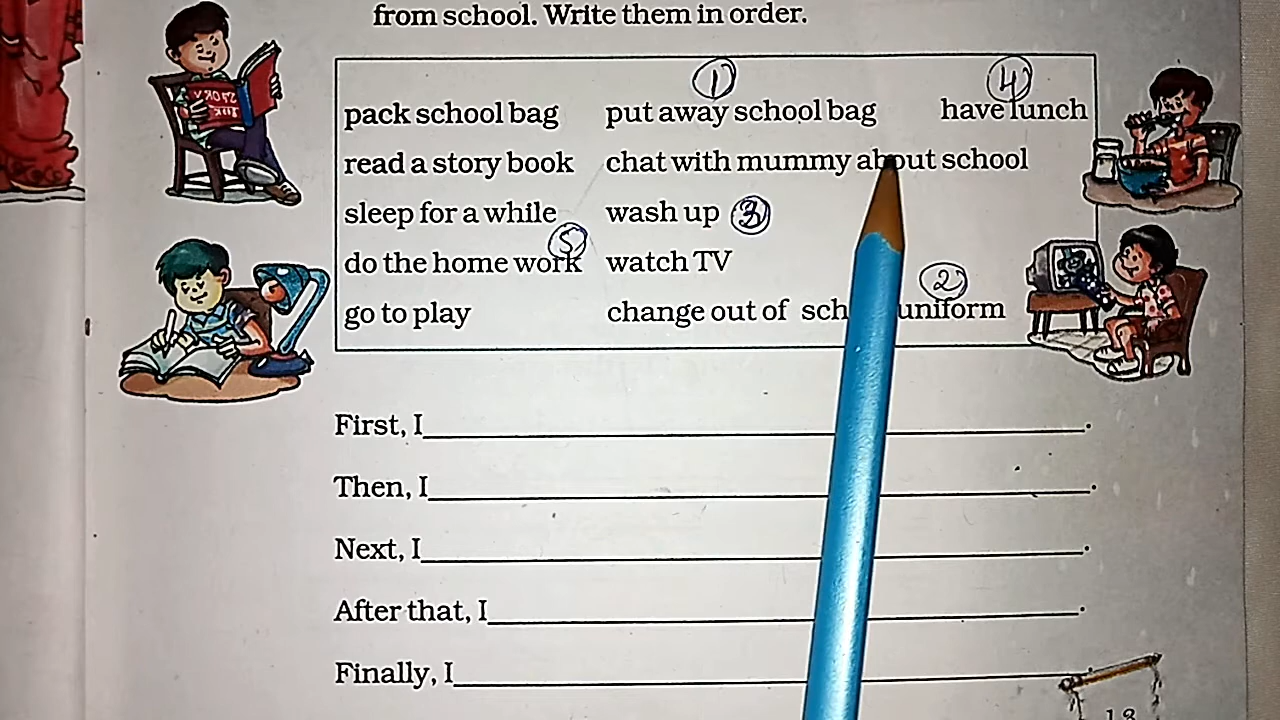 from school. Write them in order.
① ④
pack school bag put away school bag have lunch
read a story book chat with mummy about school
sleep for a while wash up ③
⑤
do the home work watch TV
②
go to play change out of sch uniform
First, I .
Then, I .
Next, I .
After that, I .
Finally, I .